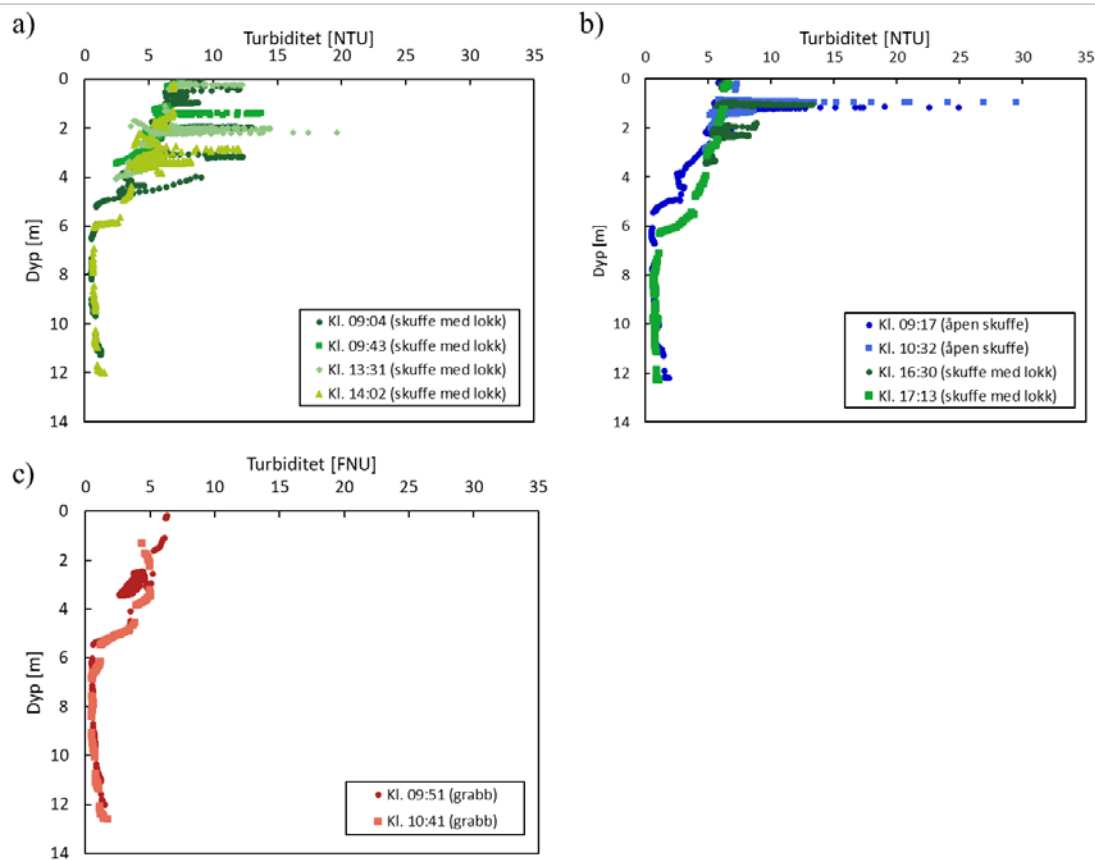 a)
Turbiditet [NTU]
0 5 10 15 20 25 30 35
0
2
4
6
8
10
12
14
Dyp [m]
Kl. 09:04 (skuffe med lokk)
Kl. 09:43 (skuffe med lokk)
Kl. 13:31 (skuffe med lokk)
Kl. 14:02 (skuffe med lokk)
b)
Turbiditet [NTU]
0 5 10 15 20 25 30 35
0
2
4
6
8
10
12
14
Dyp [m]
Kl. 09:17 (åpen skuffe)
Kl. 10:32 (åpen skuffe)
Kl. 16:30 (skuffe med lokk)
Kl. 17:13 (skuffe med lokk)
c)
Turbiditet [FNU]
0 5 10 15 20 25 30 35
0
2
4
6
8
10
12
14
Dyp [m]
Kl. 09:51 (grabb)
Kl. 10:41 (grabb)